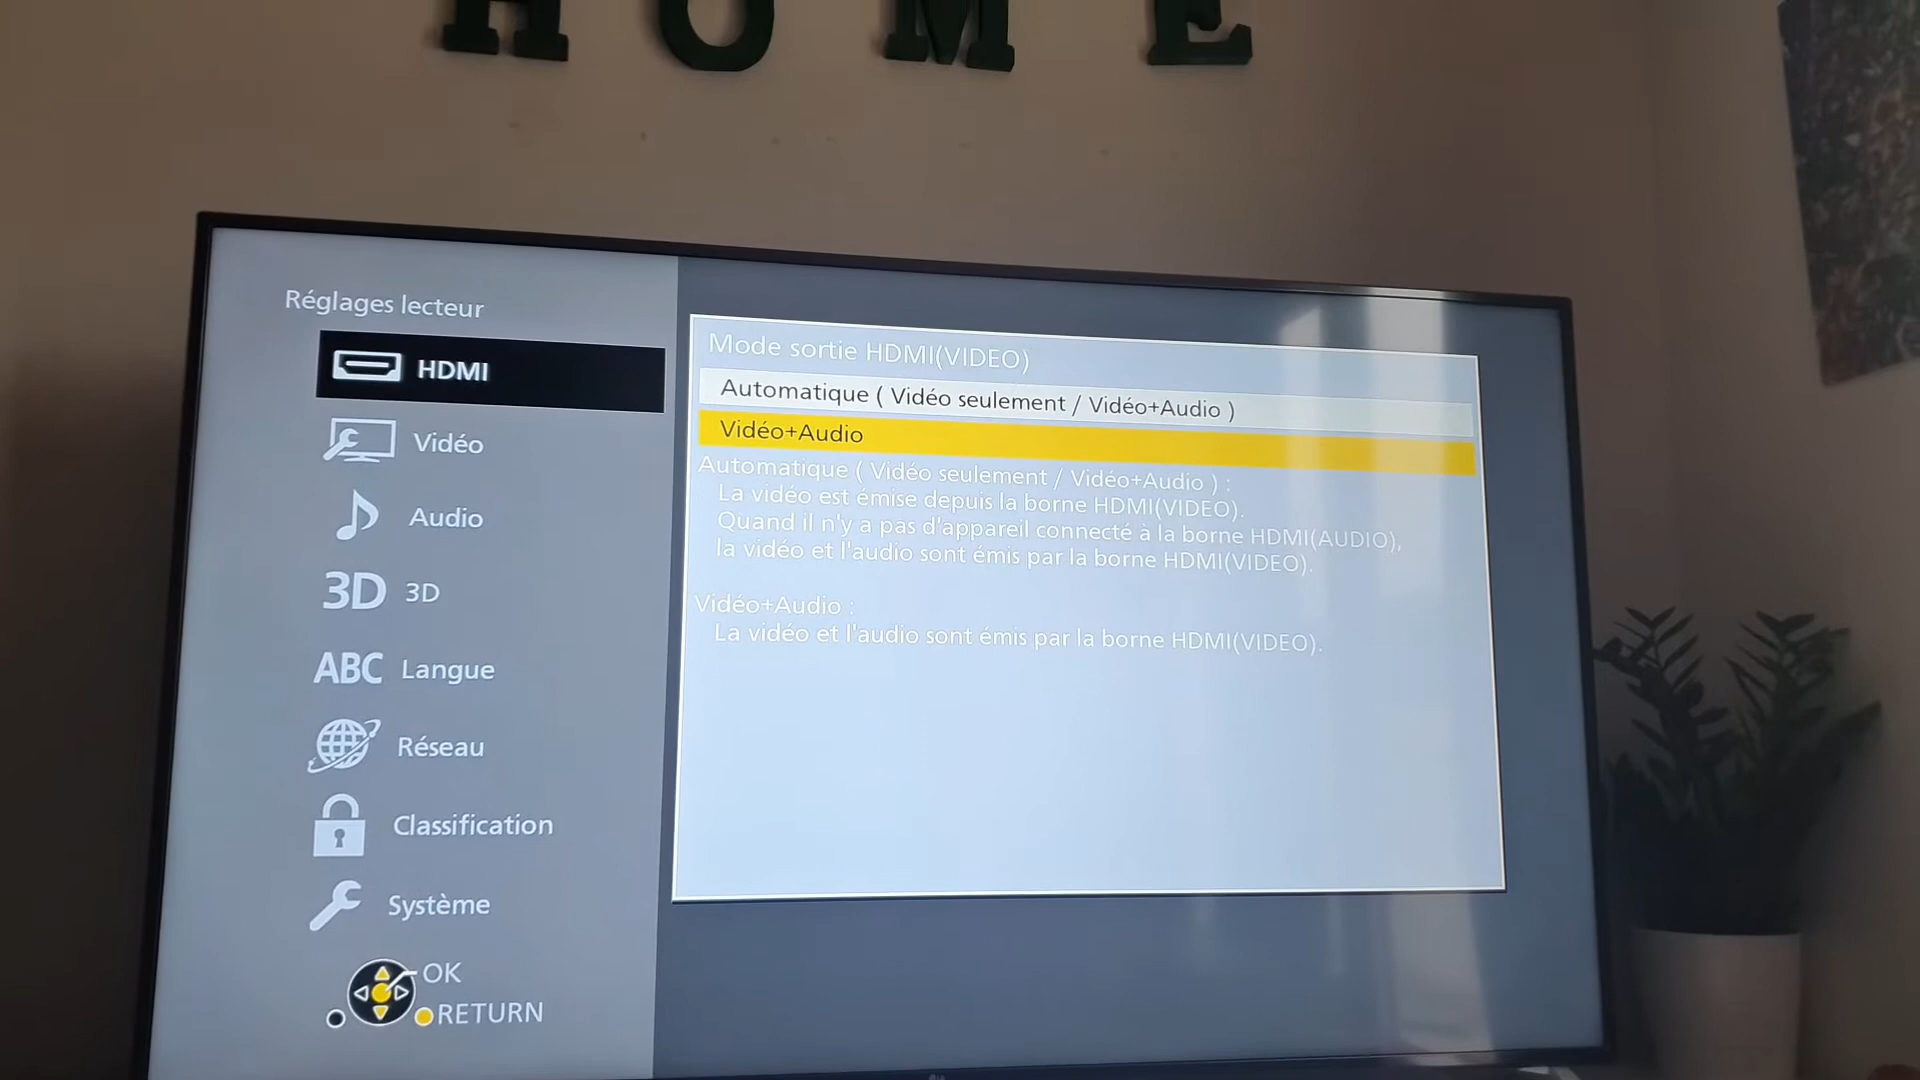 HOME
Réglages lecteur
HDMI
Vidéo
Audio
3D 3D
ABC Langue
Réseau
Classification
Système
OK
RETURN
Mode sortie HDMI(VIDEO)
Automatique ( Vidéo seulement / Vidéo+Audio )
Vidéo+Audio
Automatique ( Vidéo seulement / Vidéo+Audio ) :
La vidéo est émise depuis la borne HDMI(VIDEO).
Quand il n'y a pas d'appareil connecté à la borne HDMI(AUDIO),
la vidéo et l'audio sont émis par la borne HDMI(VIDEO).
Vidéo+Audio :
La vidéo et l'audio sont émis par la borne HDMI(VIDEO).